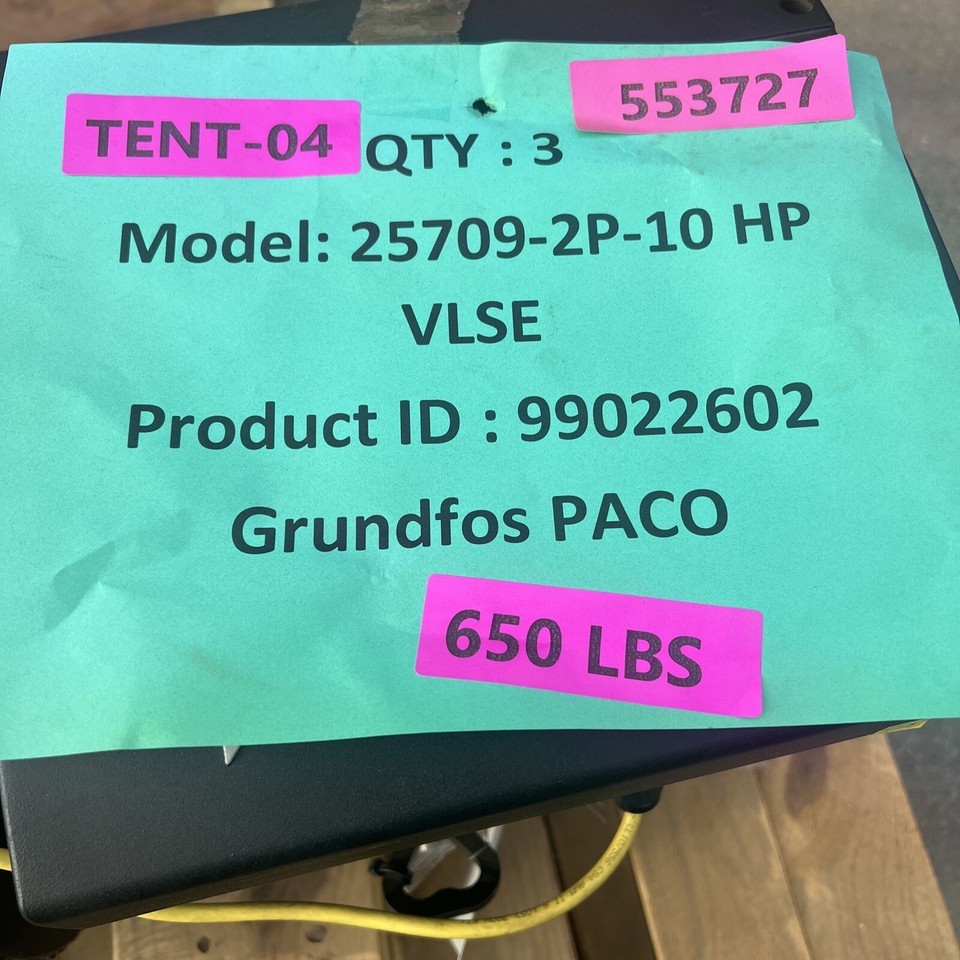 553727
TENT-04 QTY : 3
Model: 25709-2P-10 HP
VLSE
Product ID : 99022602
Grundfos PACO
650 LBS